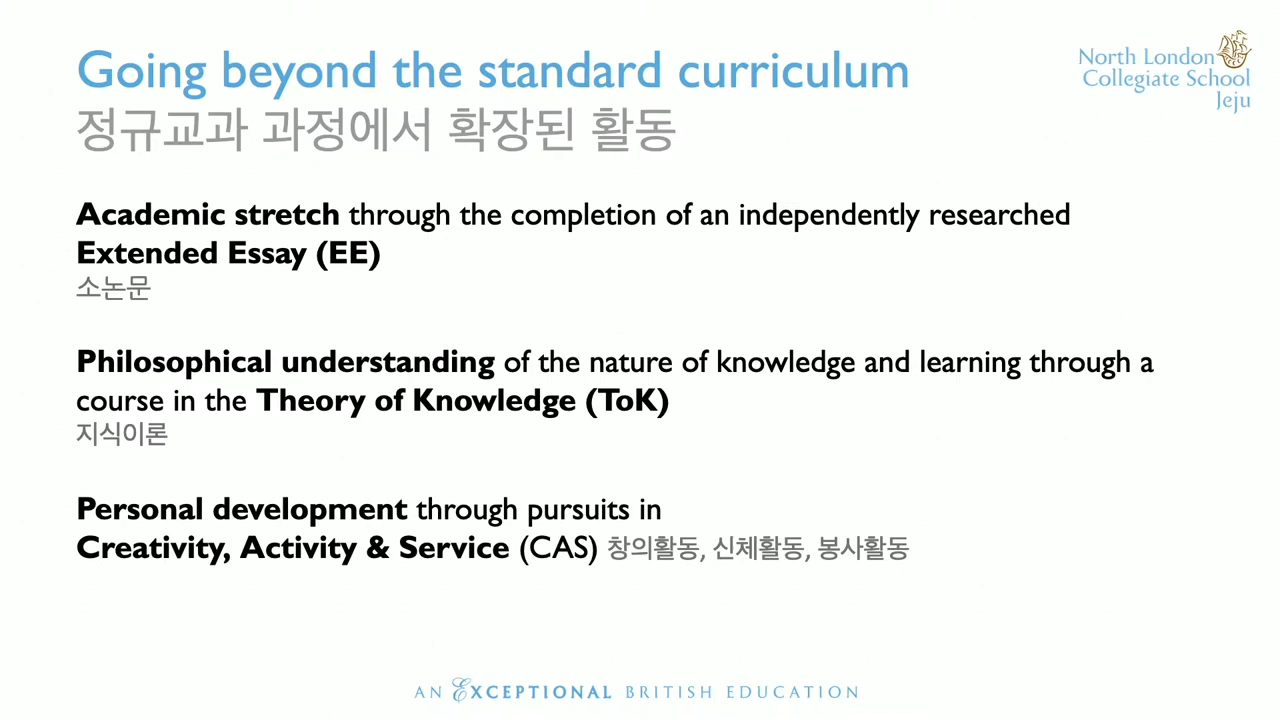 Going beyond the standard curriculum
정규교과 과정에서 확장된 활동
North London
Collegiate School
Jeju
Academic stretch through the completion of an independently researched
Extended Essay (EE)
소논문
Philosophical understanding of the nature of knowledge and learning through a
course in the Theory of Knowledge (ToK)
지식이론
Personal development through pursuits in
Creativity, Activity & Service (CAS) 창의활동, 신체활동, 봉사활동
AN EXCEPTIONAL BRITISH EDUCATION